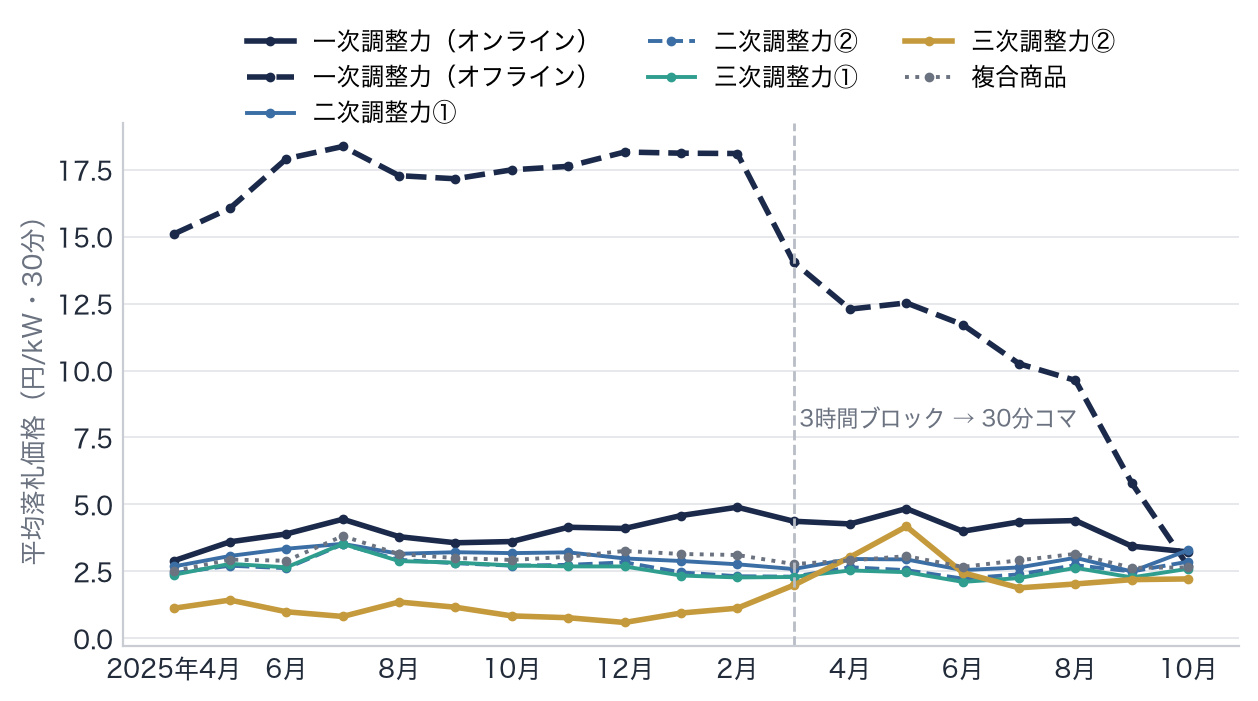 一次調整力（オンライン）
二次調整力②
三次調整力②
一次調整力（オフライン）
三次調整力①
複合商品
二次調整力①
平均落札価格（円/kW・30分）
17.5
15.0
12.5
10.0
7.5
5.0
2.5
0.0
3時間ブロック → 30分コマ
2025年4月 6月 8月 10月 12月 2月 4月 6月 8月 10月